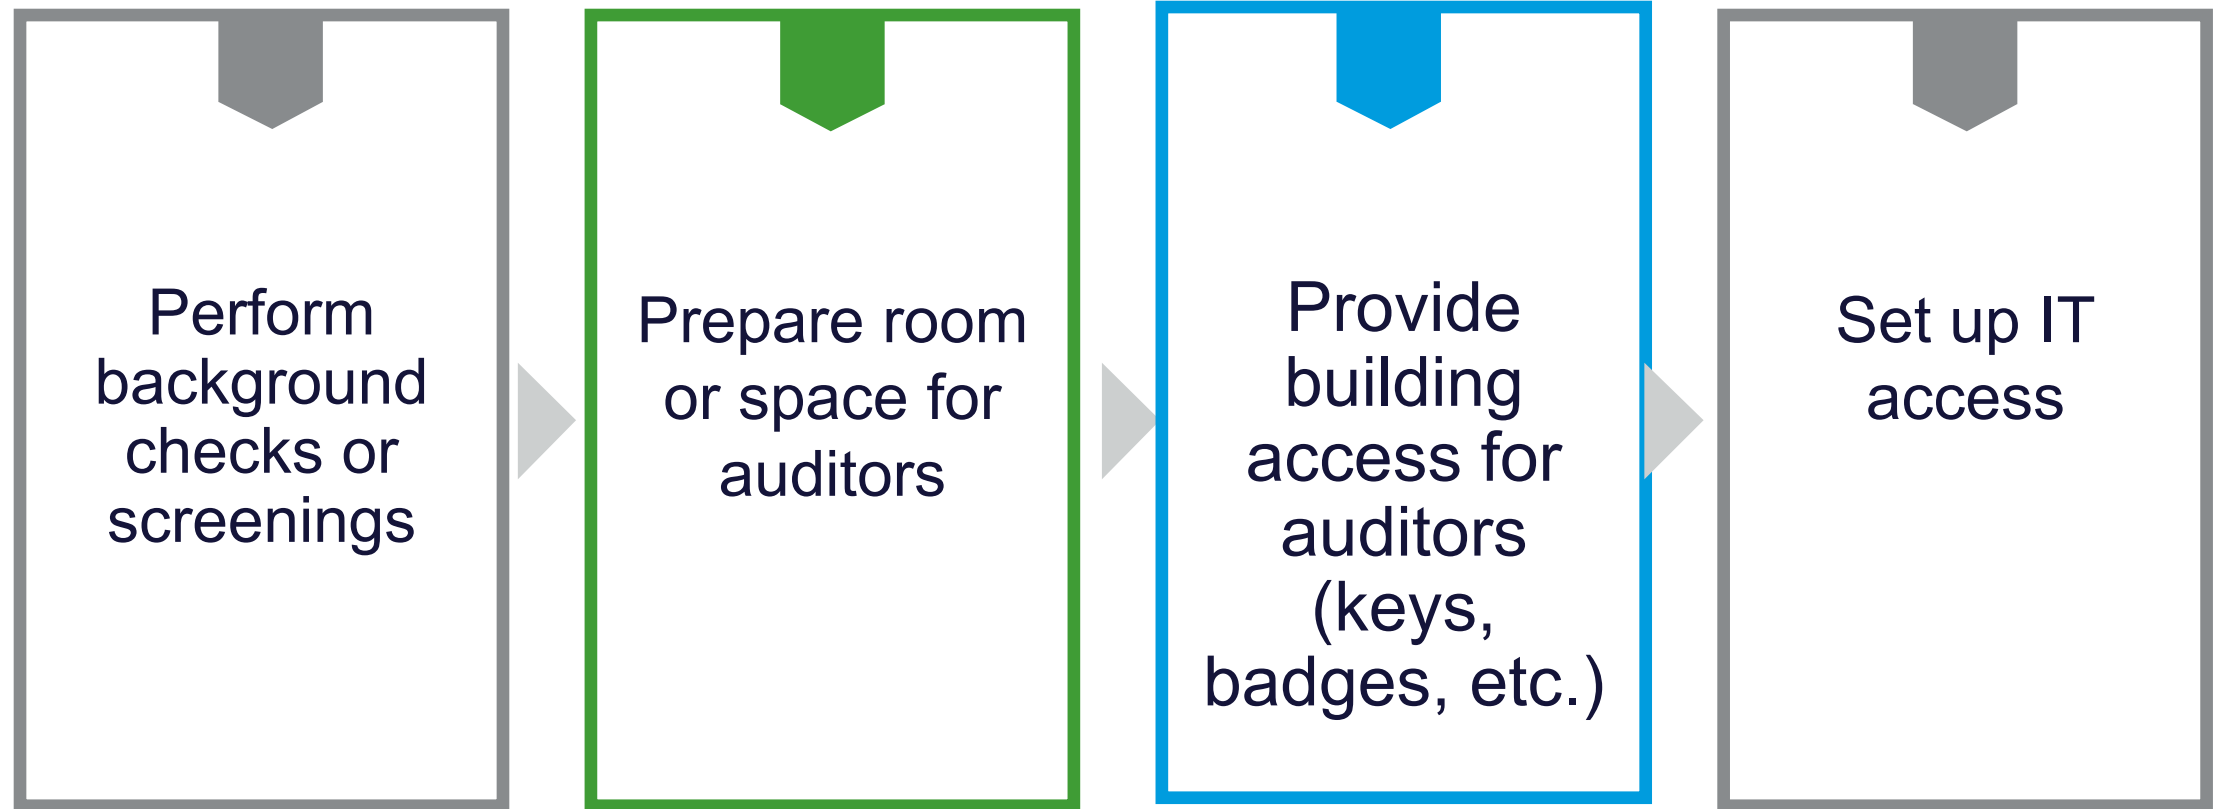 Perform
background
checks or
screenings
Prepare room
or space for
auditors
Provide
building
access for
auditors
(keys,
badges, etc.)
Set up IT
access